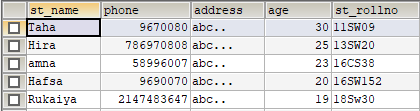 st_name phone address age st_rollno
Taha 9670080 abc.. 30 11SW09
Hira 786970808 abc... 25 13SW20
amna 58996007 abc... 23 16CS38
Hafsa 9690070 abc.. 20 16SW152
Rukaiya 2147483647 abc.. 19 18Sw30